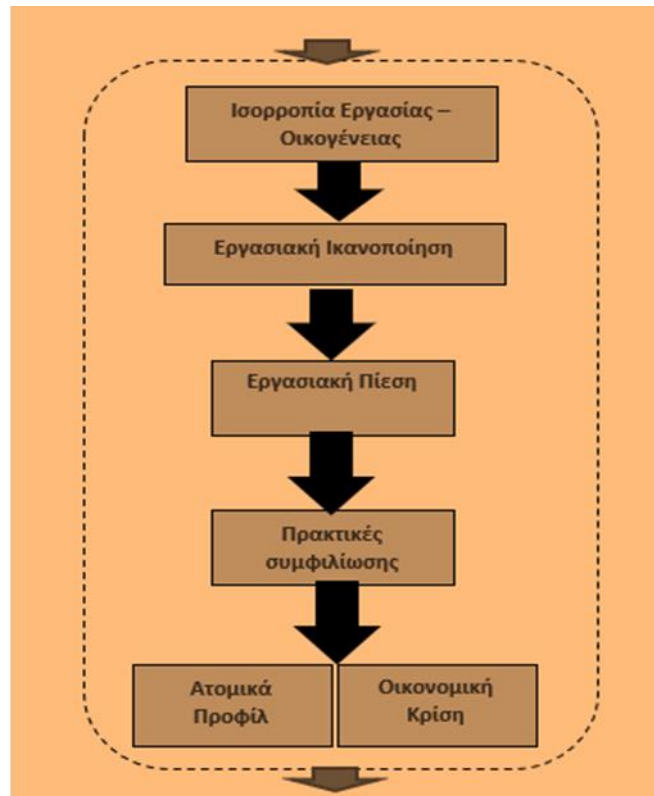 Ισορροπία Εργασίας –
Οικογένειας
Εργασιακή Ικανοποίηση
Εργασιακή Πίεση
Πρακτικές
συμφιλίωσης
Ατομικά
Προφίλ
Οικονομική
Κρίση